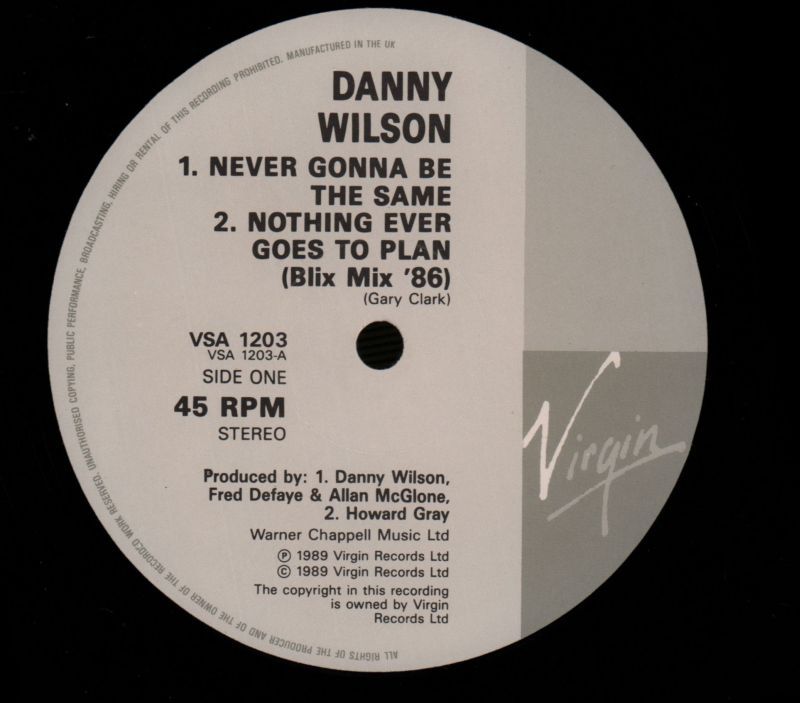 ALL RIGHTS OF THE PRODUCER AND OF THE OWNER OF THE RECORDCO WORK RESERVED. UNAUTHORISED COPYING, PUBLIC PERFORMANCE, BROADCASTING, HIRING OR RENTAL OF THIS RECORDING PROHIBITED. MANUFACTURED IN THE UK
DANNY
WILSON
1. NEVER GONNA BE
THE SAME
2. NOTHING EVER
GOES TO PLAN
(Blix Mix '86)
(Gary Clark)
VSA 1203
VSA 1203-A
SIDE ONE
45 RPM
STEREO
Virgin
Produced by: 1. Danny Wilson,
Fred Defaye & Allan McGlone,
2. Howard Gray
Warner Chappell Music Ltd
℗ 1989 Virgin Records Ltd
© 1989 Virgin Records Ltd
The copyright in this recording
is owned by Virgin
Records Ltd